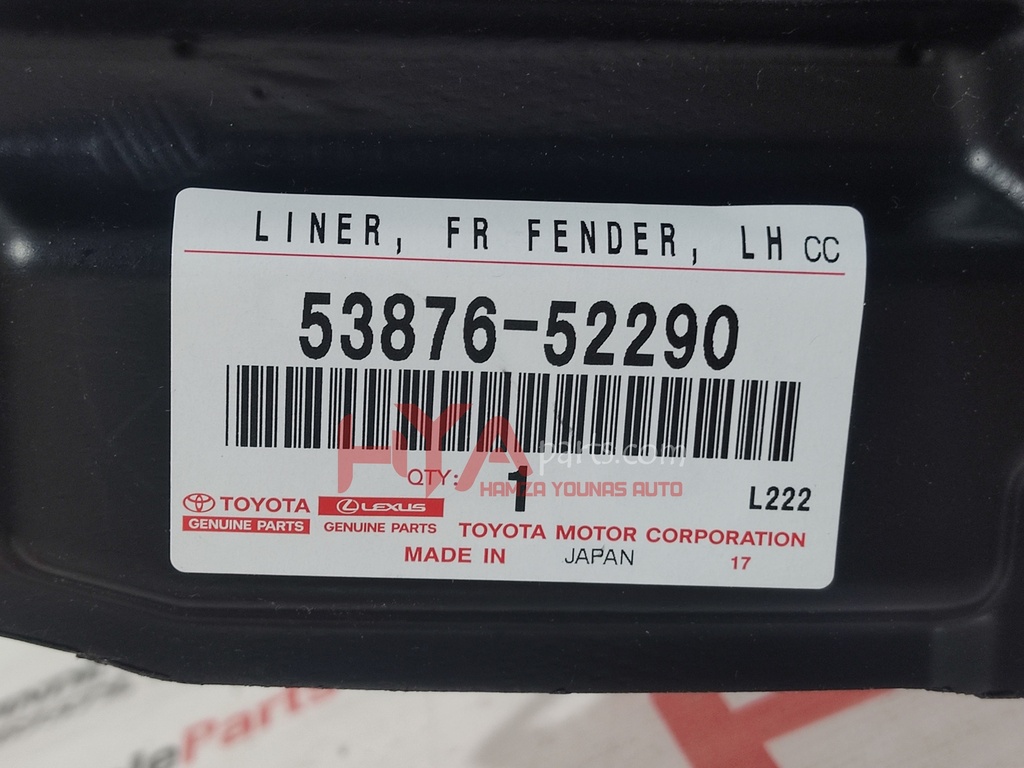 LINER, FR FENDER, LH CC
53876-52290
HYA parts.com
QTY: 1
HAMZA YOUNAS AUTO
L222
TOYOTA LEXUS
GENUINE PARTS GENUINE PARTS TOYOTA MOTOR CORPORATION
MADE IN JAPAN 17
Parts